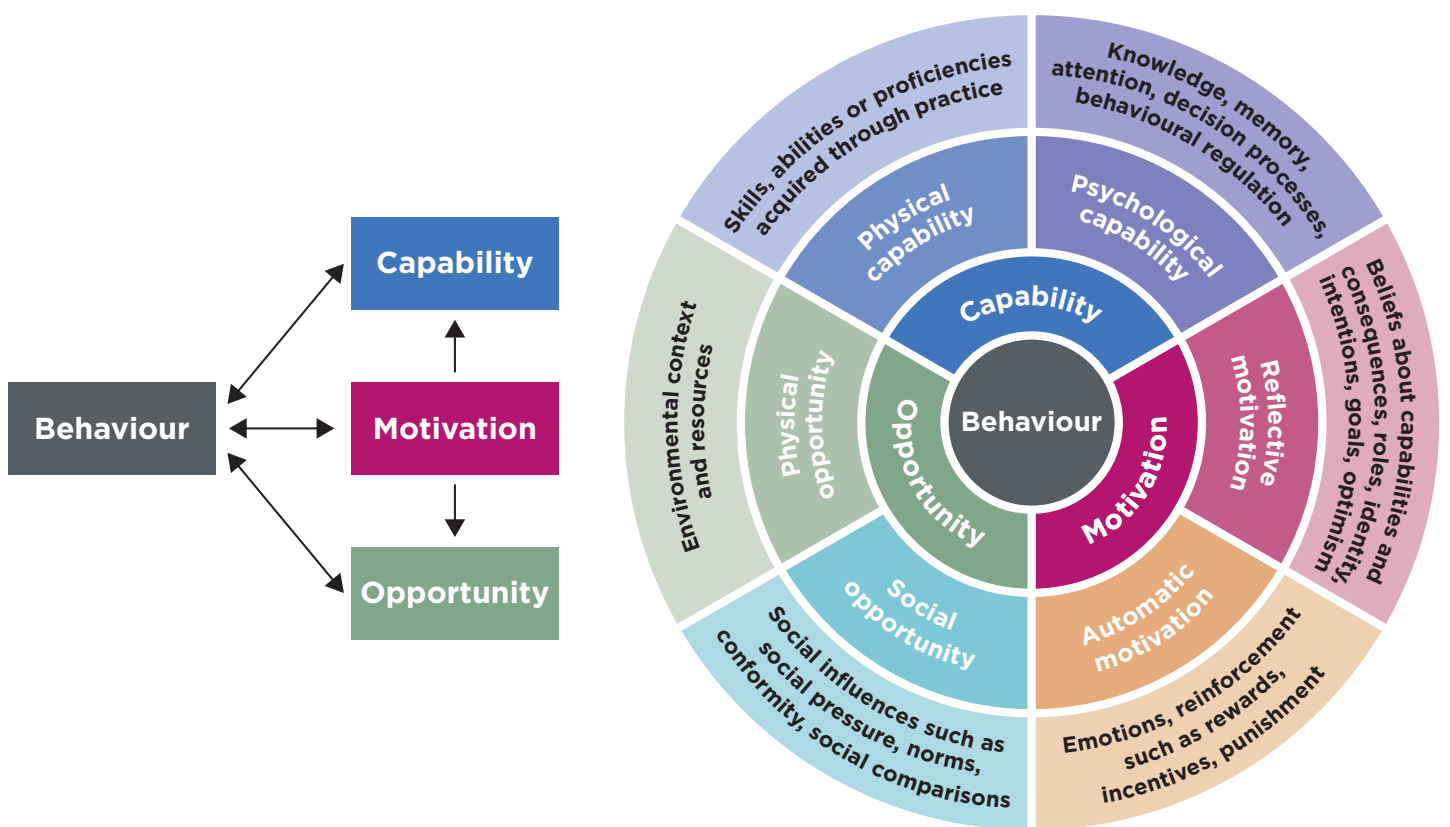 Capability
Behaviour
Motivation
Opportunity
Skills, abilities or proficiencies
acquired through practice
Knowledge, memory,
attention, decision processes,
behavioural regulation
Physical
capability
Psychological
capability
Capability
Environmental context
and resources
Physical
opportunity
Opportunity
Behaviour
Motivation
Reflective
motivation
Beliefs about capabilities and
consequences, roles, identity,
intentions, goals, optimism
Social
opportunity
Automatic
motivation
Social influences such as
social pressure, norms,
conformity, social comparisons
Emotions, reinforcement
such as rewards,
incentives, punishment